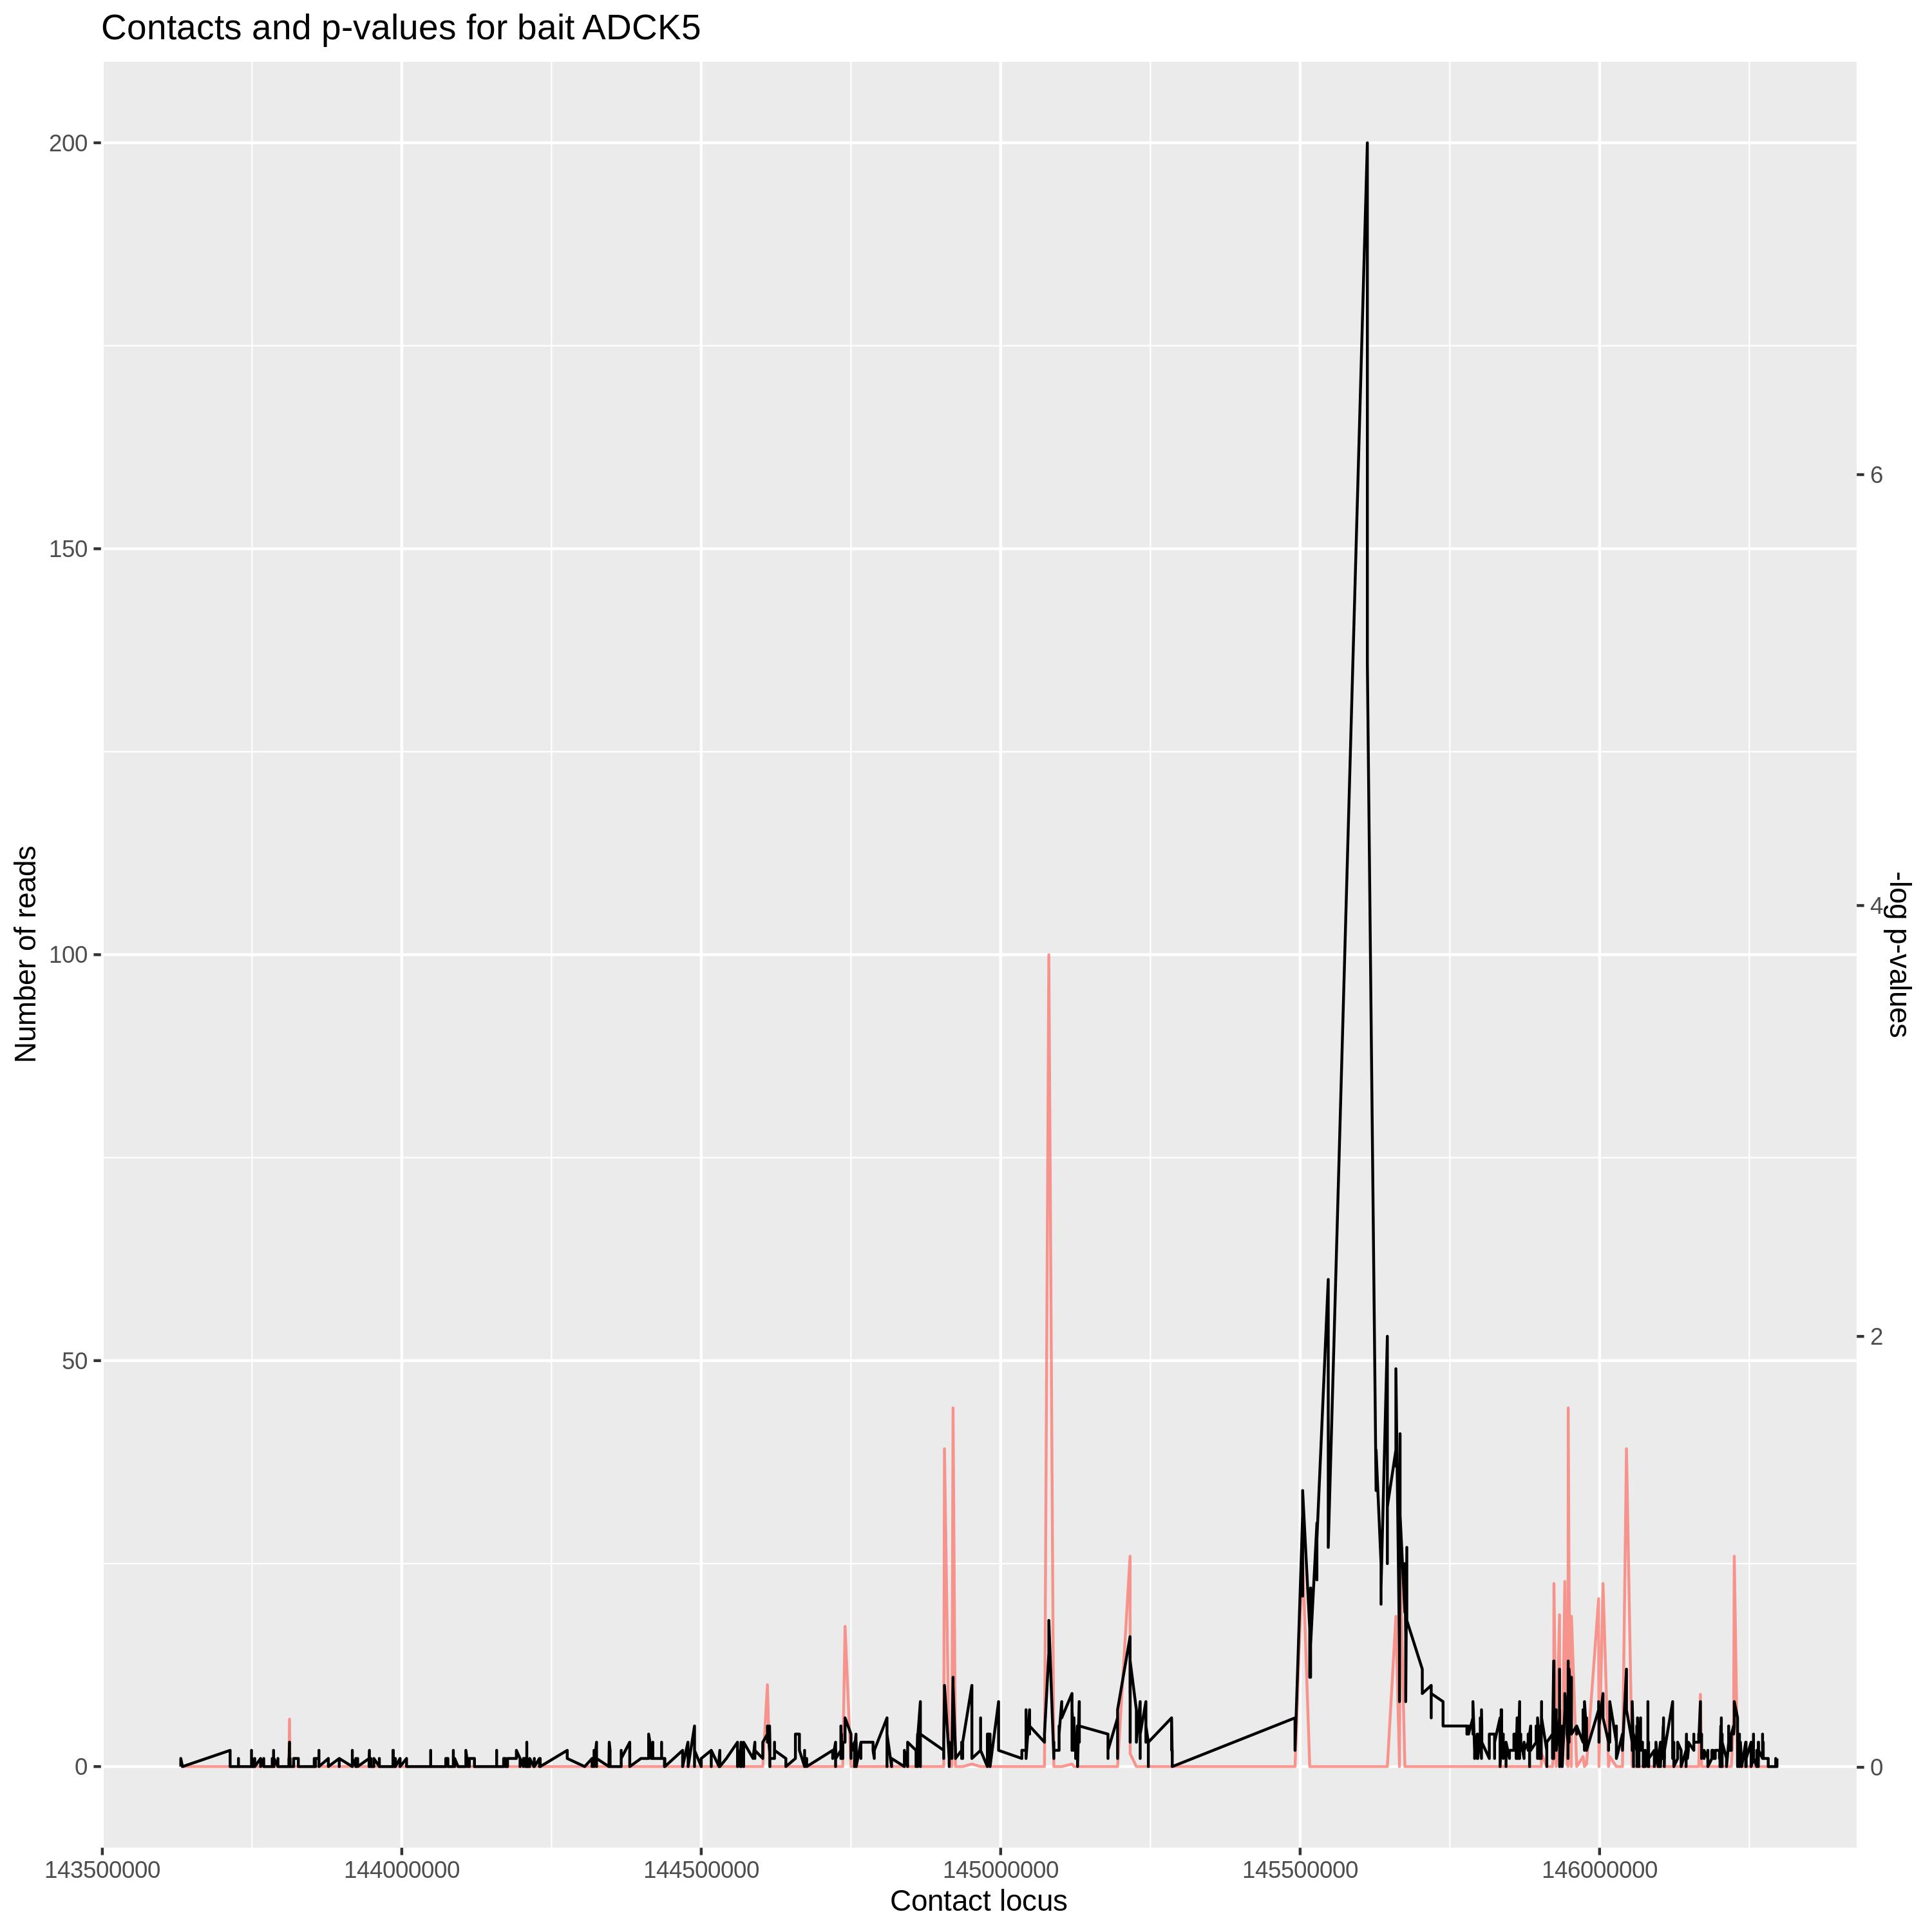 Contacts and p-values for bait ADCK5
200
150
100
50
0
Number of reads
6
4
2
0
-log p-values
143500000 144000000 144500000 145000000 145500000 146000000
Contact locus